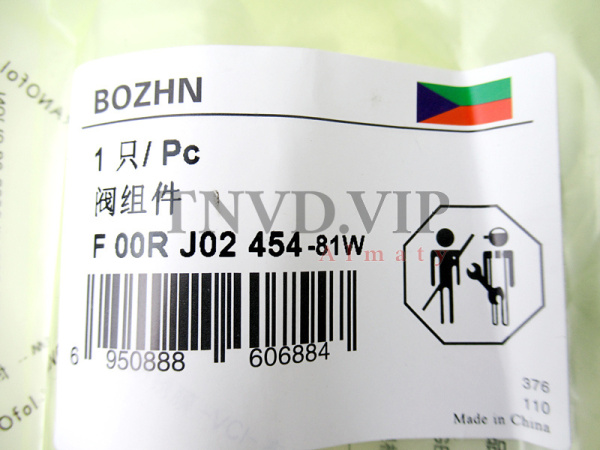 BOZHN
1 只/ Pc
阀组件
TNVD.VIP
F 00R J02 454-81W
Almaty
6 950888 606884
376
110
Made in China